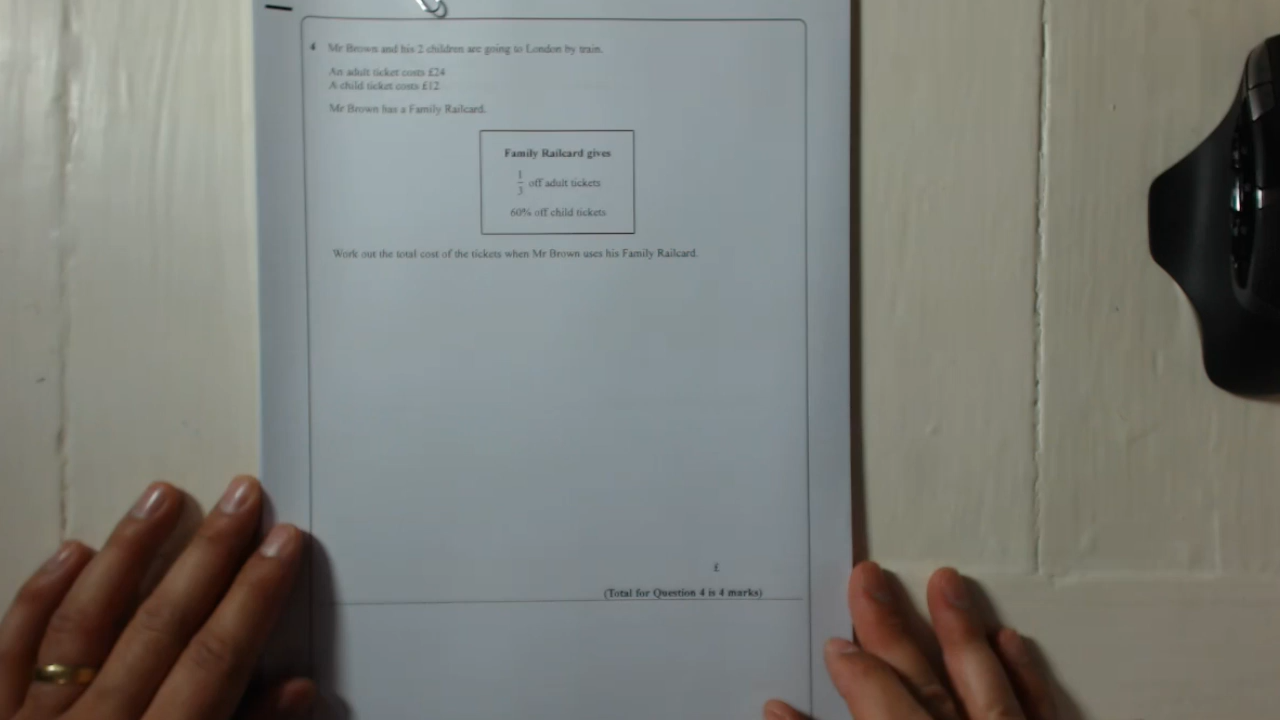 4 Mr Brown and his 2 children are going to London by train.
An adult ticket costs £24
A child ticket costs £12
Mr Brown has a Family Railcard.
Family Railcard gives
1/3 off adult tickets
60% off child tickets
Work out the total cost of the tickets when Mr Brown uses his Family Railcard.
£
(Total for Question 4 is 4 marks)